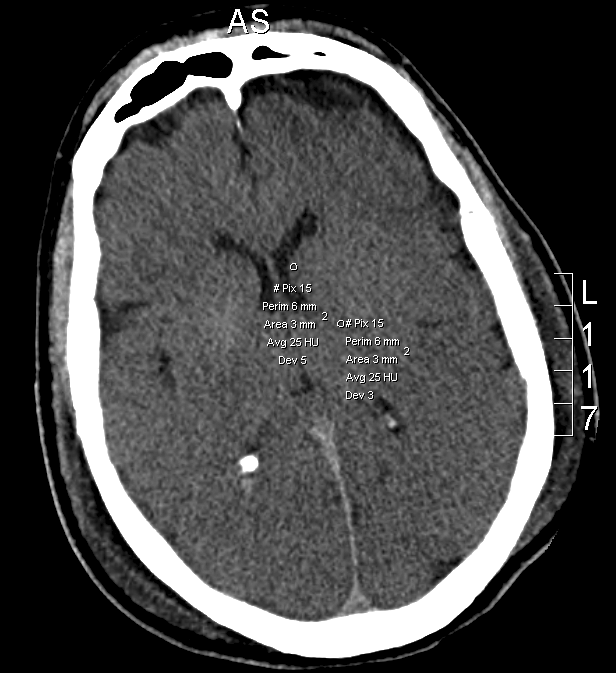 AS
# Pix 15
Perim 6 mm
Area 3 mm 2
Avg 25 HU
Dev 5
# Pix 15
Perim 6 mm
Area 3 mm 2
Avg 25 HU
Dev 3
L
1
1
7